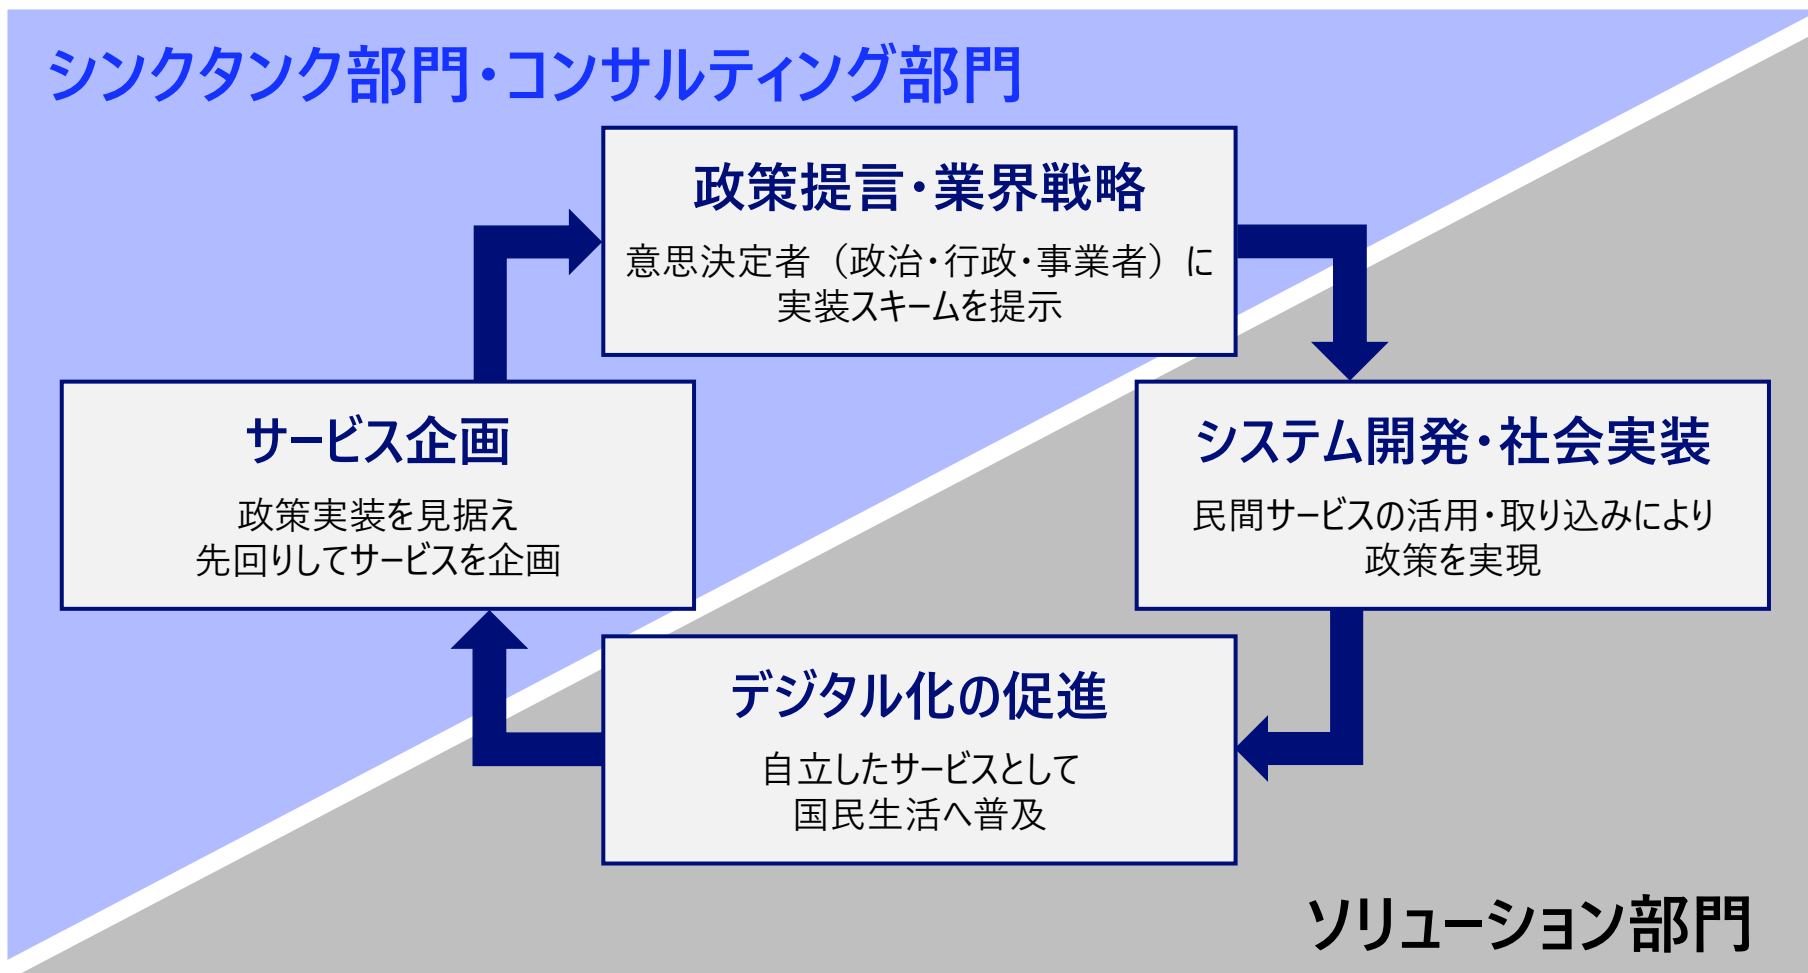 シンクタンク部門・コンサルティング部門
政策提言・業界戦略
意思決定者（政治・行政・事業者）に
実装スキームを提示
サービス企画
政策実装を見据え
先回りしてサービスを企画
システム開発・社会実装
民間サービスの活用・取り込みにより
政策を実現
デジタル化の促進
自立したサービスとして
国民生活へ普及
ソリューション部門